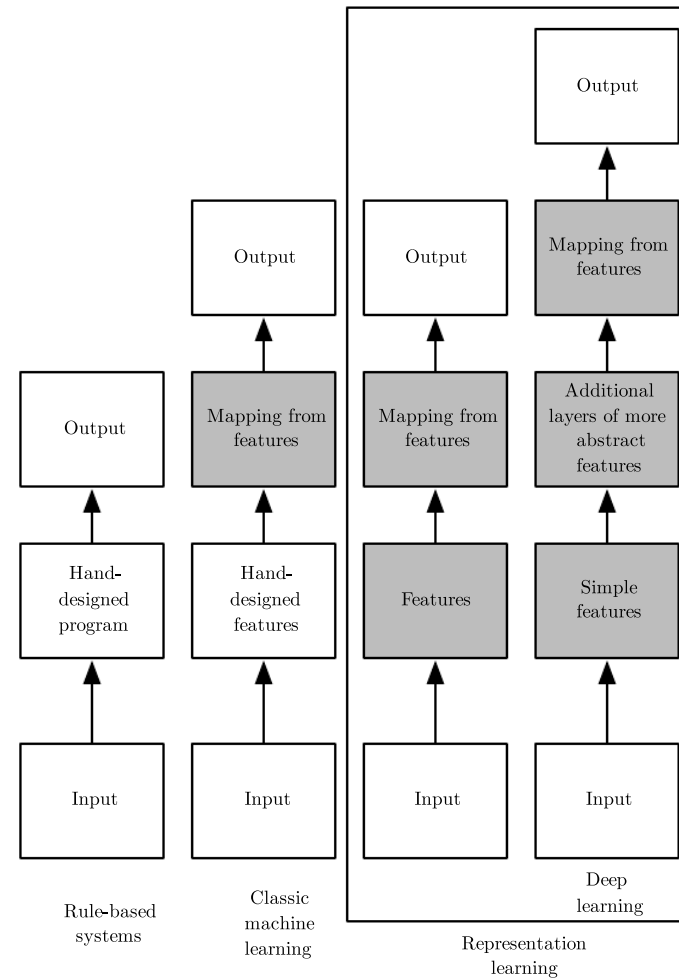 Output
Mapping from
features
Output
Output
Additional
layers of more
abstract
features
Mapping from
features
Mapping from
features
Output
Simple
features
Features
Hand-
designed
features
Hand-
designed
program
Input
Input
Input
Input
Rule-based
systems
Classic
machine
learning
Deep
learning
Representation
learning